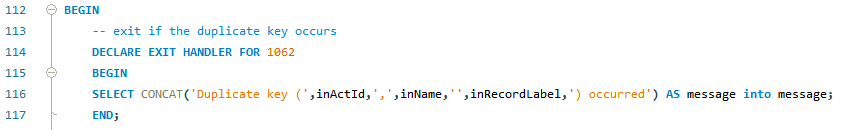 112 BEGIN
113 -- exit if the duplicate key occurs
114 DECLARE EXIT HANDLER FOR 1062
115 BEGIN
116 SELECT CONCAT('Duplicate key (',inActId,',',inName,'',inRecordLabel,') occurred') AS message into message;
117 END;